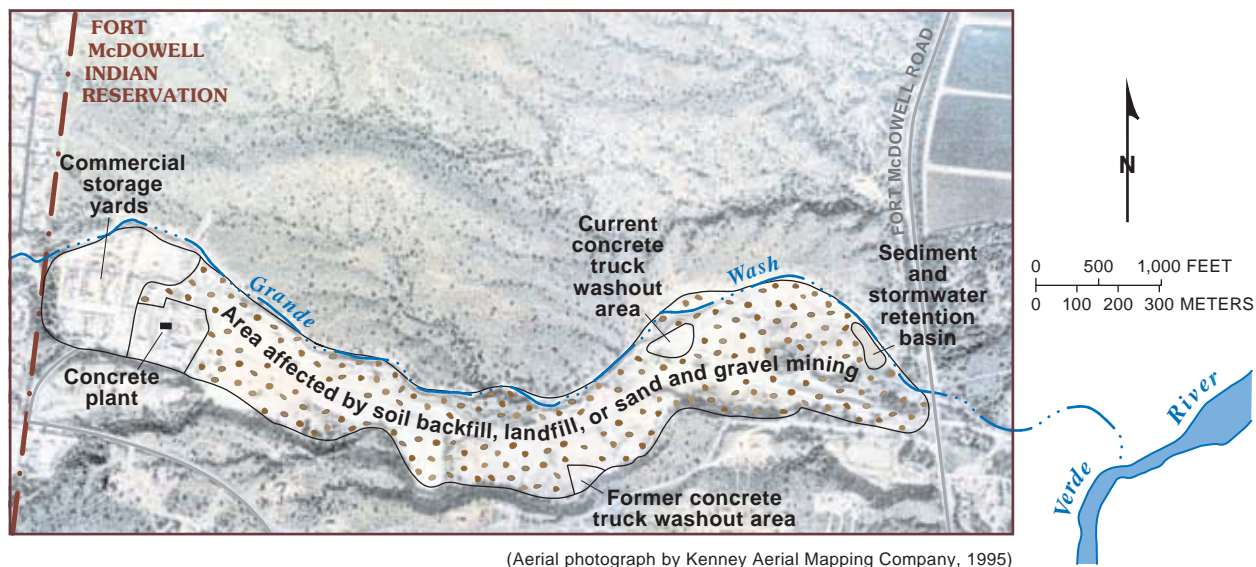 FORT
McDOWELL
INDIAN
RESERVATION
Commercial
storage
yards
Concrete
plant
Grande
Area affected by soil backfill, landfill, or sand and gravel mining
Current
concrete
truck
washout
area
Wash
Former concrete
truck washout area
Sediment
and
stormwater
retention
basin
FORT McDOWELL ROAD
N
0 500 1,000 FEET
0 100 200 300 METERS
Verde River
(Aerial photograph by Kenney Aerial Mapping Company, 1995)